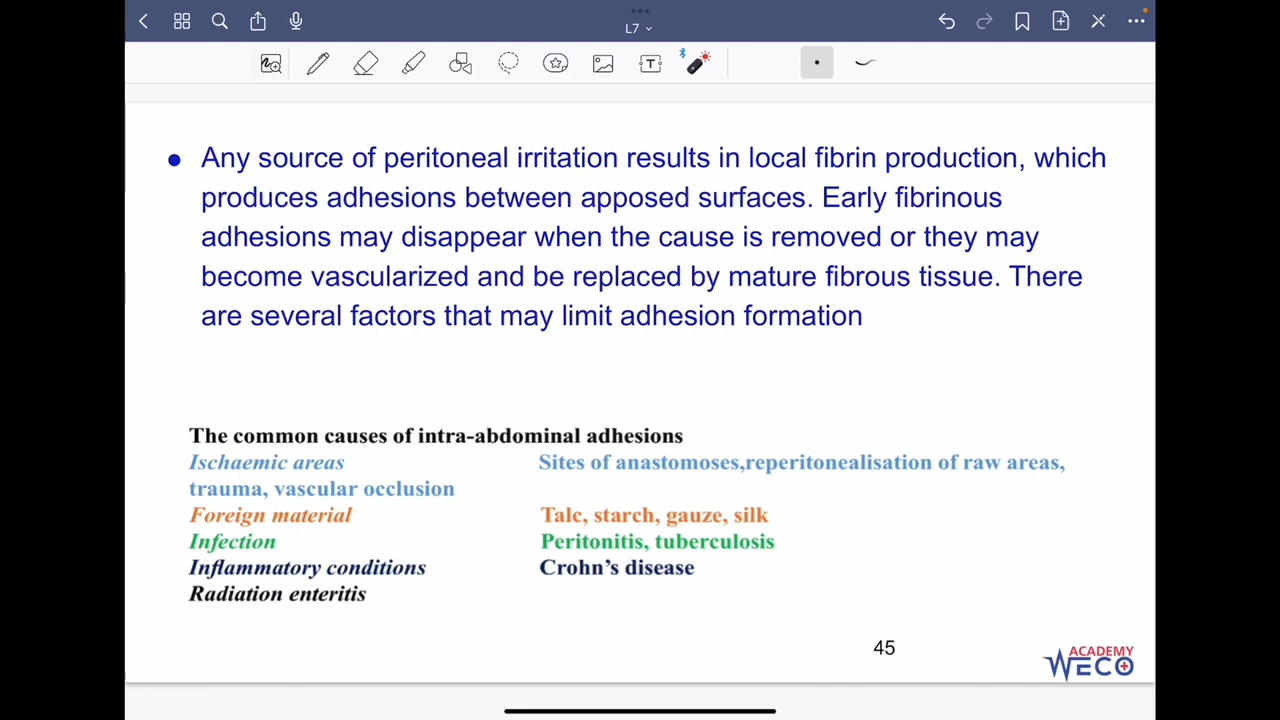 L7
• Any source of peritoneal irritation results in local fibrin production, which
produces adhesions between apposed surfaces. Early fibrinous
adhesions may disappear when the cause is removed or they may
become vascularized and be replaced by mature fibrous tissue. There
are several factors that may limit adhesion formation
The common causes of intra-abdominal adhesions
Ischaemic areas Sites of anastomoses,reperitonealisation of raw areas,
trauma, vascular occlusion
Foreign material Talc, starch, gauze, silk
Infection Peritonitis, tuberculosis
Inflammatory conditions Crohn’s disease
Radiation enteritis
45
ACADEMY
WECO